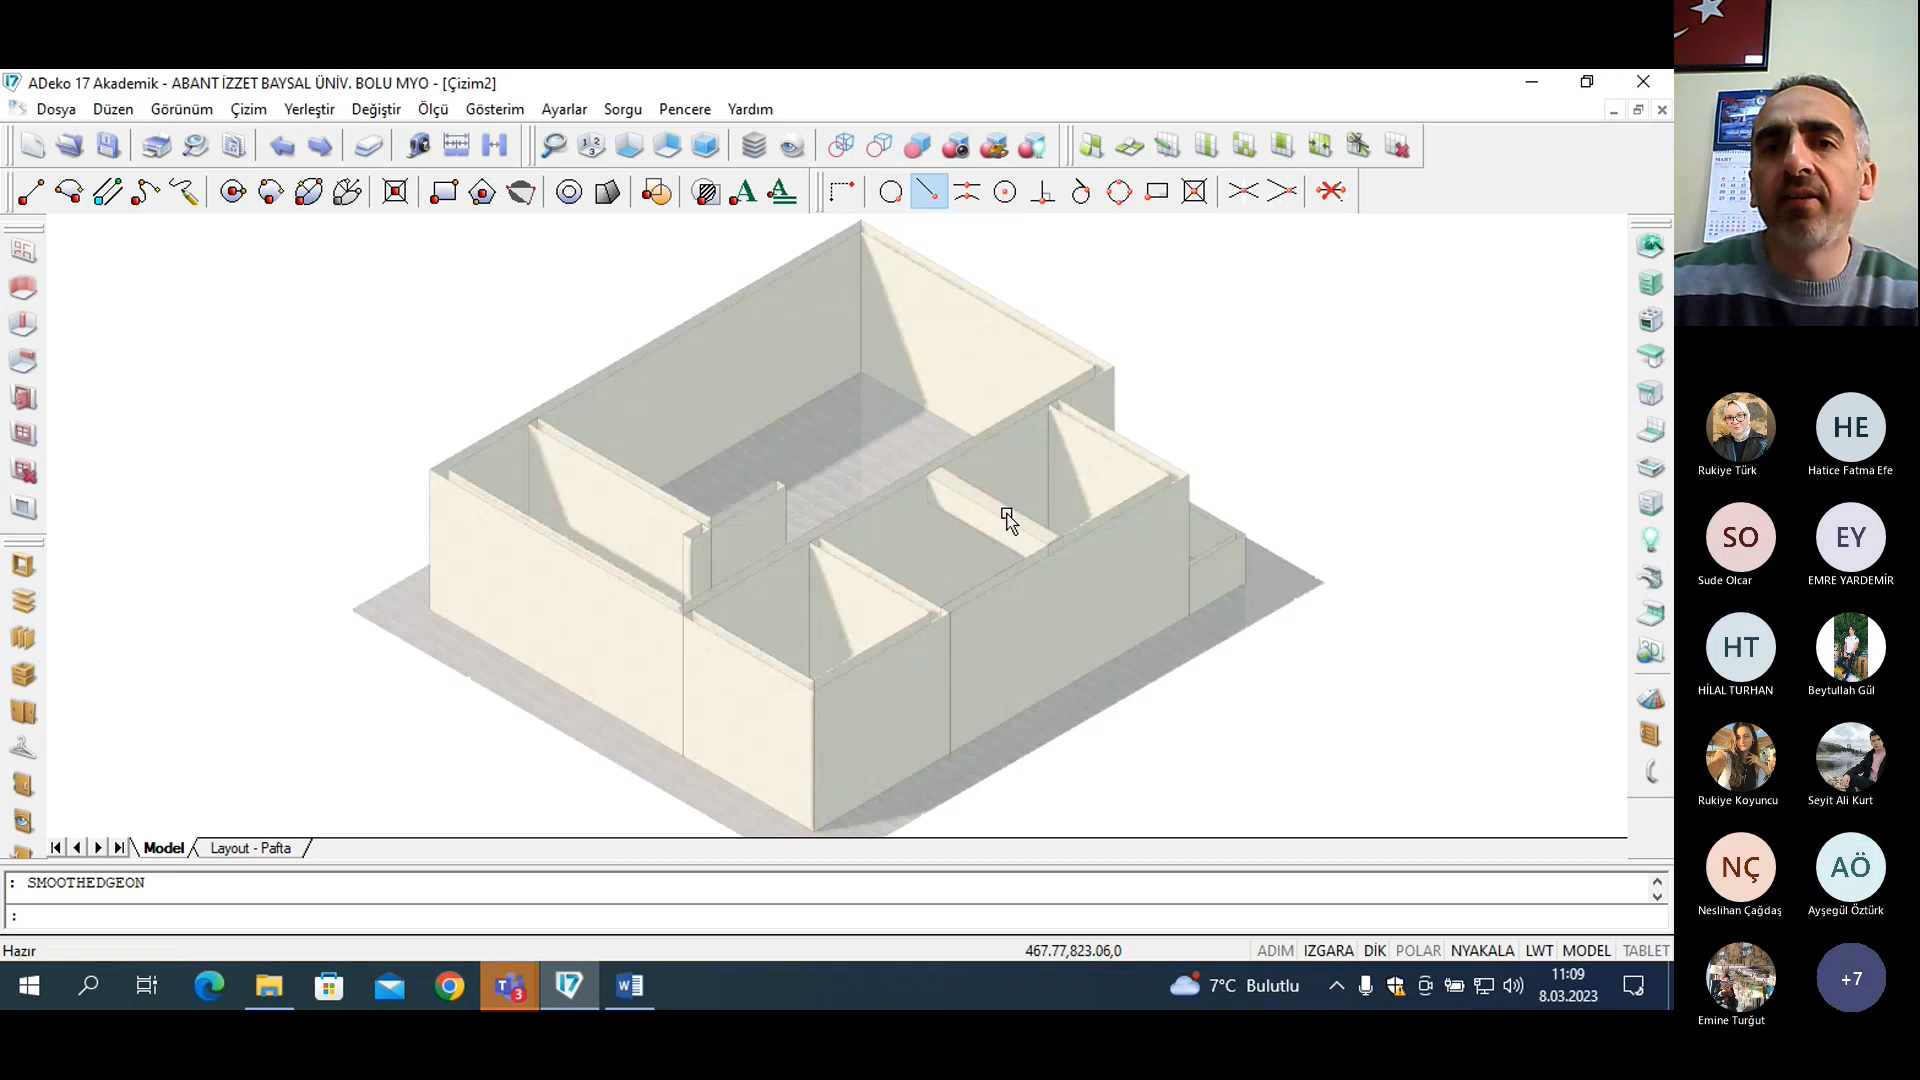 ADeko 17 Akademik - ABANT İZZET BAYSAL ÜNİV. BOLU MYO - [Çizim2]
Dosya Düzen Görünüm Çizim Yerleştir Değiştir Ölçü Gösterim Ayarlar Sorgu Pencere Yardım
Model Layout - Pafta
: SMOOTHEDGEON
:
Hazır 467.77,823.06,0 ADIM IZGARA DİK POLAR NYAKALA LWT MODEL TABLET
7°C Bulutlu 11:09
8.03.2023
MART
HE
Rukiye Türk Hatice Fatma Efe
SO EY
Sude Olcar EMRE YARDEMİR
HT
HİLAL TURHAN Beytullah Gül
Rukiye Koyuncu Seyit Ali Kurt
NÇ AÖ
Neslihan Çağdaş Ayşegül Öztürk
+7
Emine Turğut